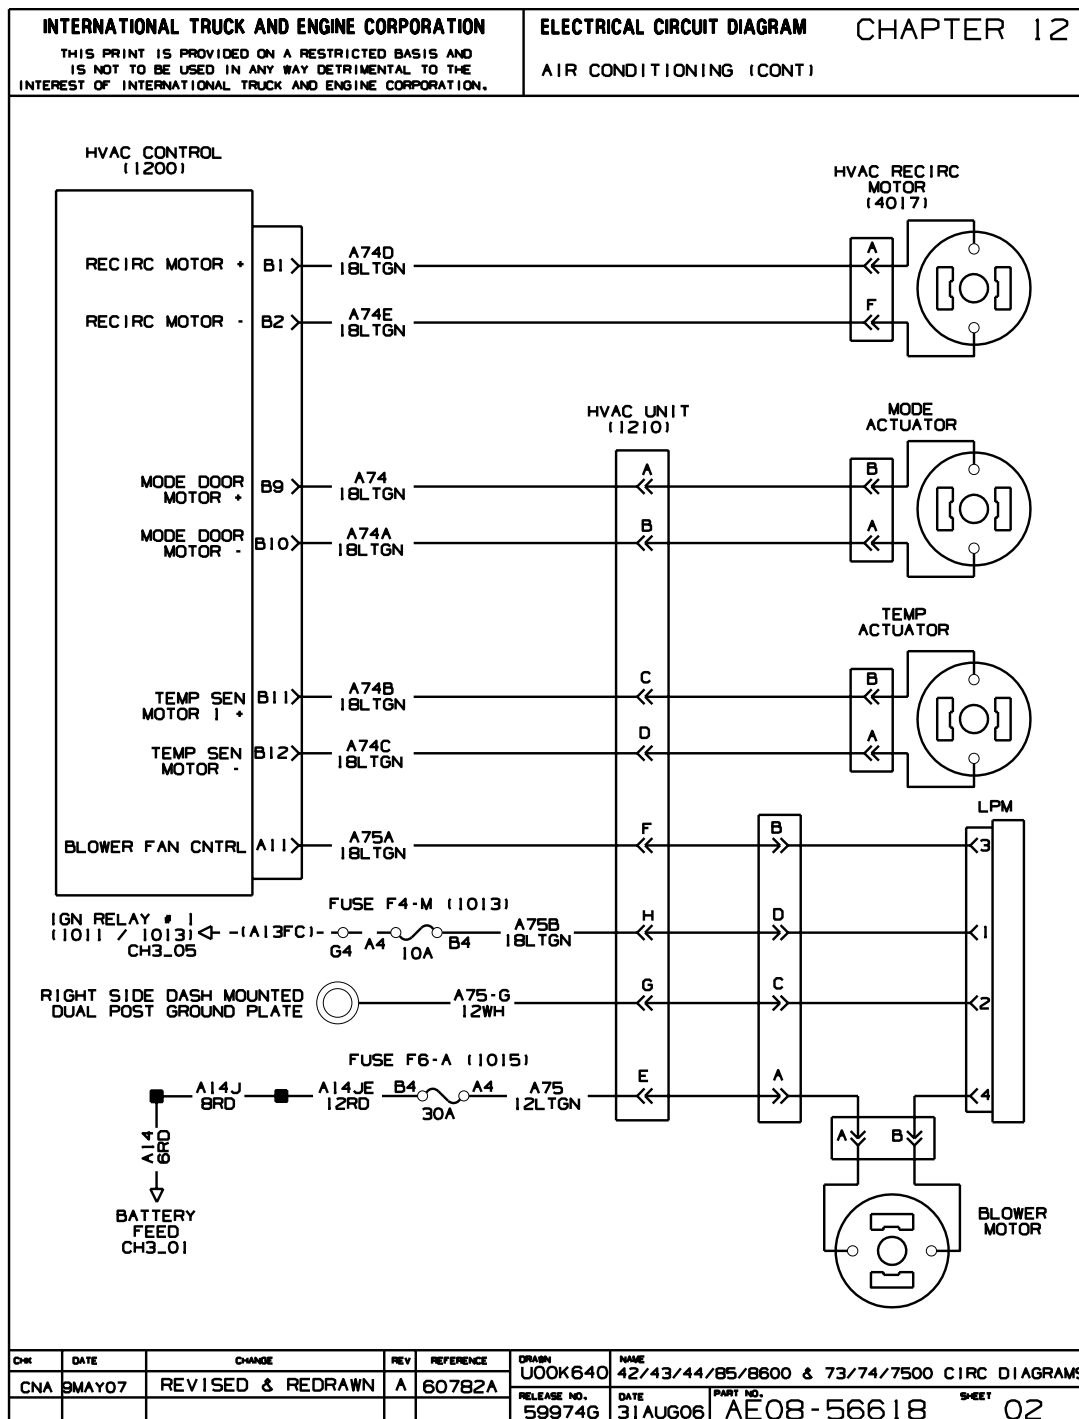 INTERNATIONAL TRUCK AND ENGINE CORPORATION
THIS PRINT IS PROVIDED ON A RESTRICTED BASIS AND
IS NOT TO BE USED IN ANY WAY DETRIMENTAL TO THE
INTEREST OF INTERNATIONAL TRUCK AND ENGINE CORPORATION.
ELECTRICAL CIRCUIT DIAGRAM
CHAPTER 12
AIR CONDITIONING (CONT)
HVAC CONTROL
(1200)
HVAC RECIRC
MOTOR
(4017)
RECIRC MOTOR + B1 A74D A
18LTGN
RECIRC MOTOR - B2 A74E F
18LTGN
HVAC UNIT
(1210)
MODE
ACTUATOR
MODE DOOR
MOTOR + B9 A74 A B
18LTGN
MODE DOOR
MOTOR - B10 A74A B A
18LTGN
TEMP
ACTUATOR
TEMP SEN
MOTOR 1 + B11 A74B C B
18LTGN
TEMP SEN
MOTOR - B12 A74C D A
18LTGN
LPM
BLOWER FAN CNTRL A11 A75A F B 3
18LTGN
FUSE F4-M (1013)
IGN RELAY # 1
(1011 / 1013) -(A13FC)- G4 A4 10A B4 A75B H D 1
CH3_05
18LTGN
RIGHT SIDE DASH MOUNTED
DUAL POST GROUND PLATE
A75-G G C 2
12WH
FUSE F6-A (1015)
A14J A14JE B4 A4 A75 E A 4
8RD 12RD 30A 12LTGN
A14
6RD
A B
BATTERY
FEED
CH3_01
BLOWER
MOTOR
CHK DATE CHANGE REV REFERENCE
CNA 9MAY07 REVISED & REDRAWN A 60782A
DRAWN
U00K640
NAME
42/43/44/85/8600 & 73/74/7500 CIRC DIAGRAMS
RELEASE NO.
59974G
DATE
31AUG06
PART NO.
AE08-56618
SHEET
02